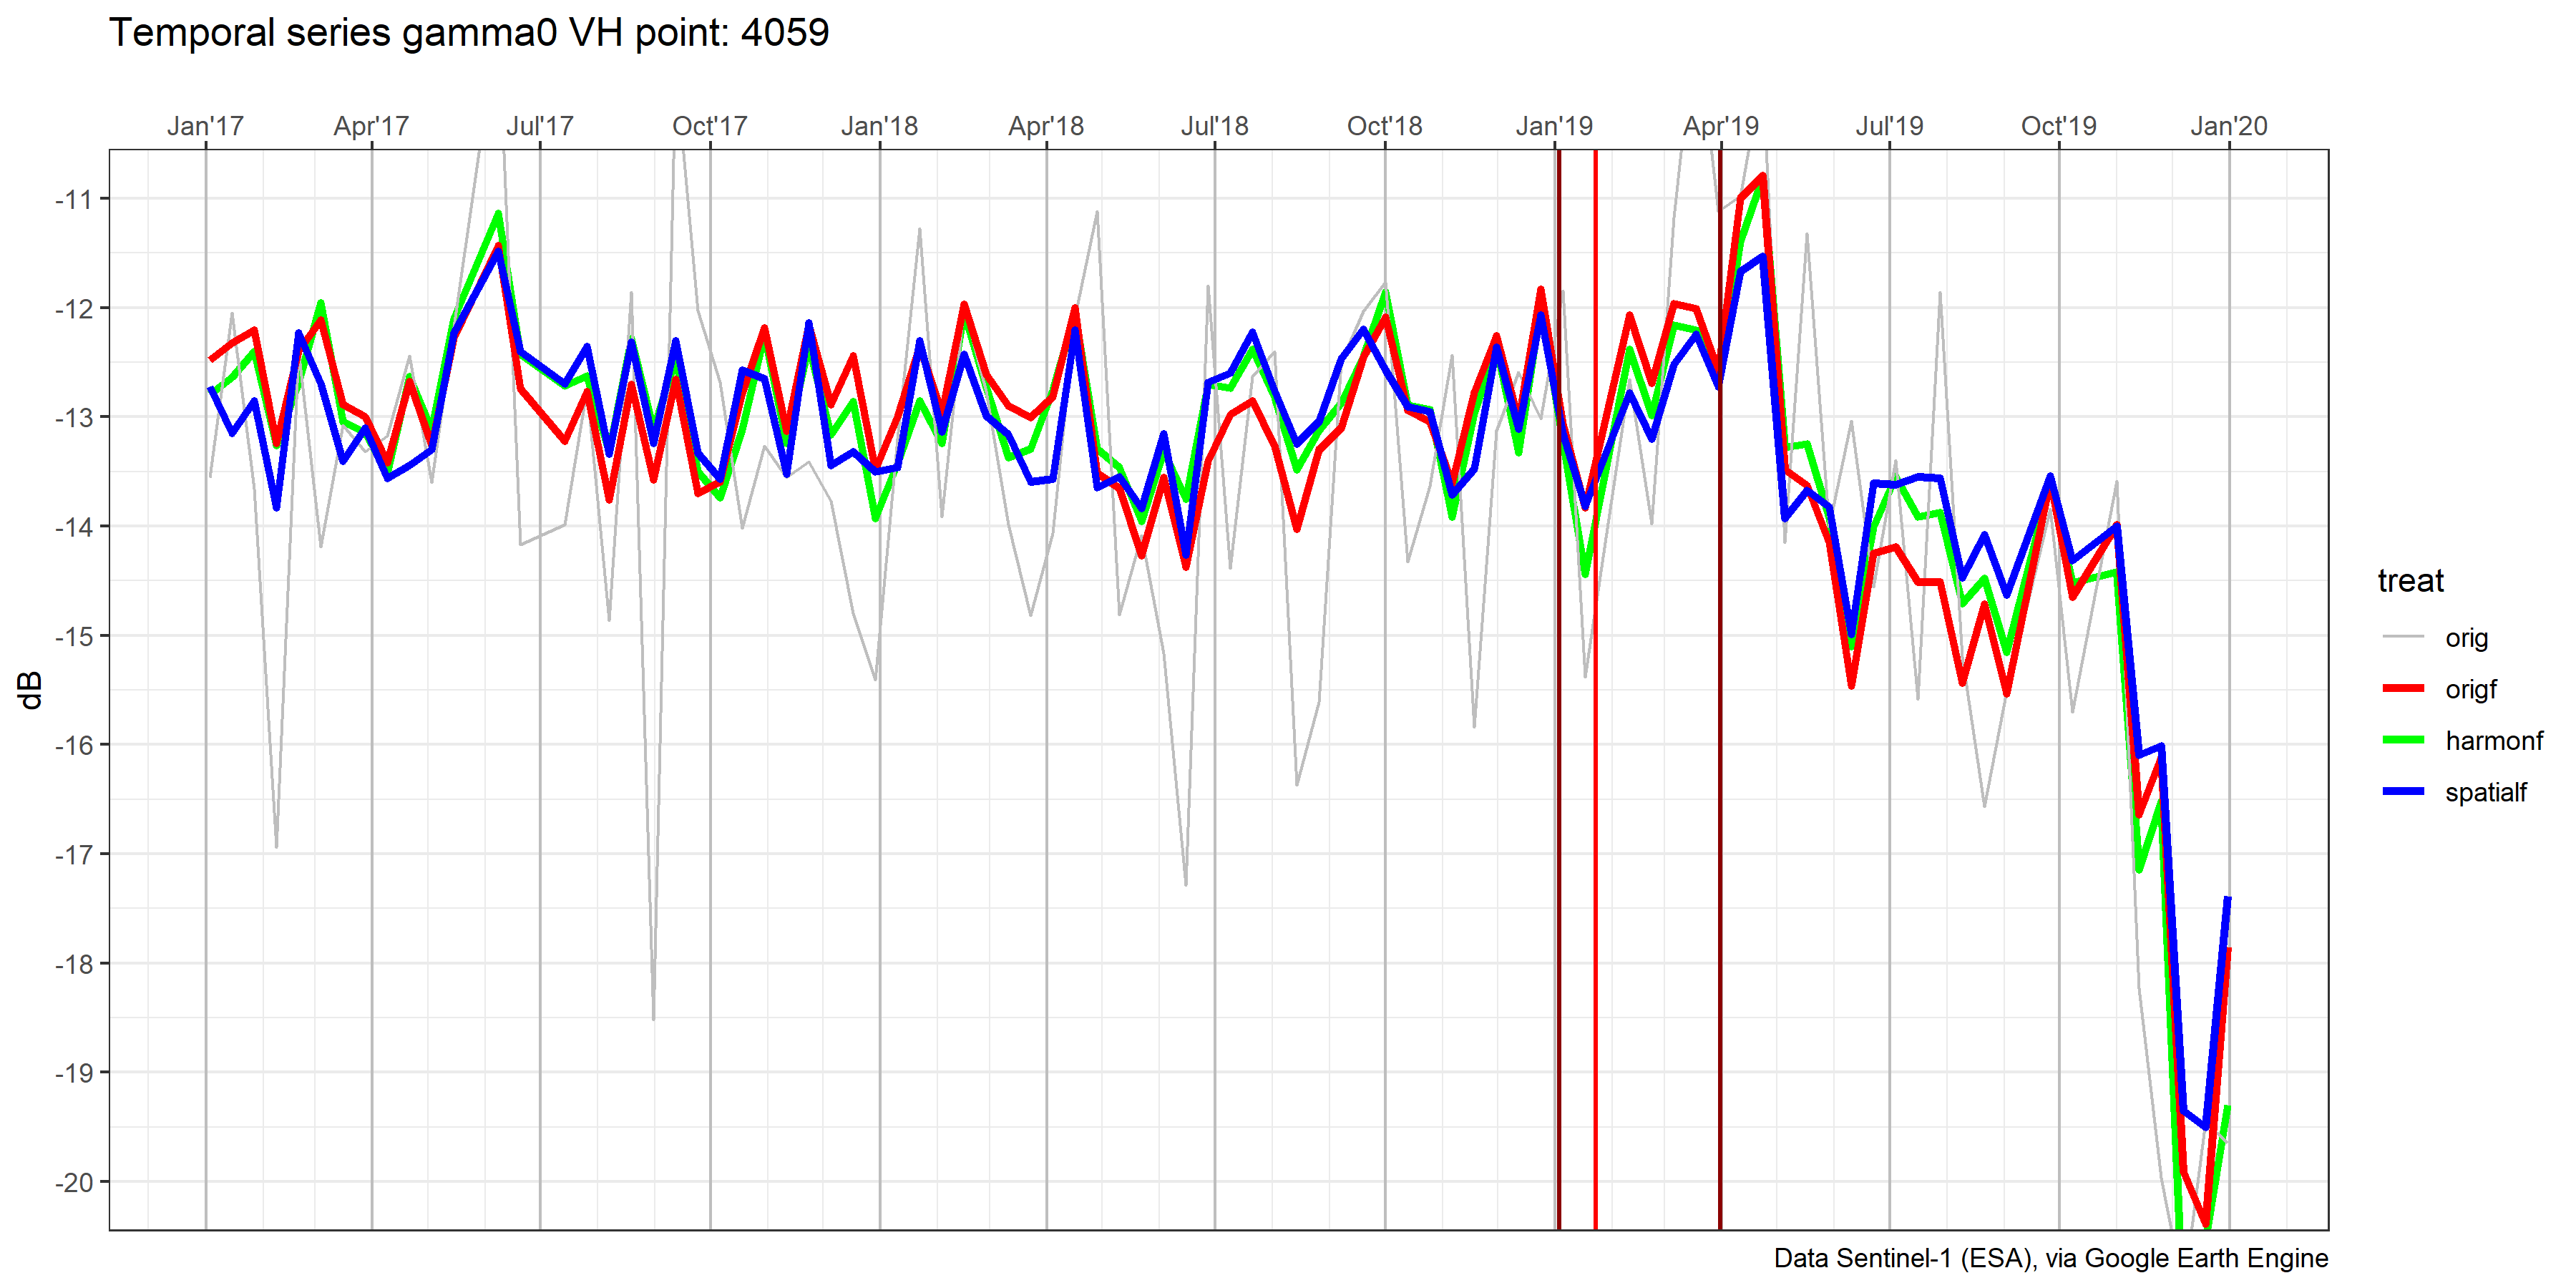 Temporal series gamma0 VH point: 4059
Jan'17 Apr'17 Jul'17 Oct'17 Jan'18 Apr'18 Jul'18 Oct'18 Jan'19 Apr'19 Jul'19 Oct'19 Jan'20
-11
-12
-13
-14
-15
-16
-17
-18
-19
-20
dB
treat
orig
origf
harmonf
spatialf
Data Sentinel-1 (ESA), via Google Earth Engine